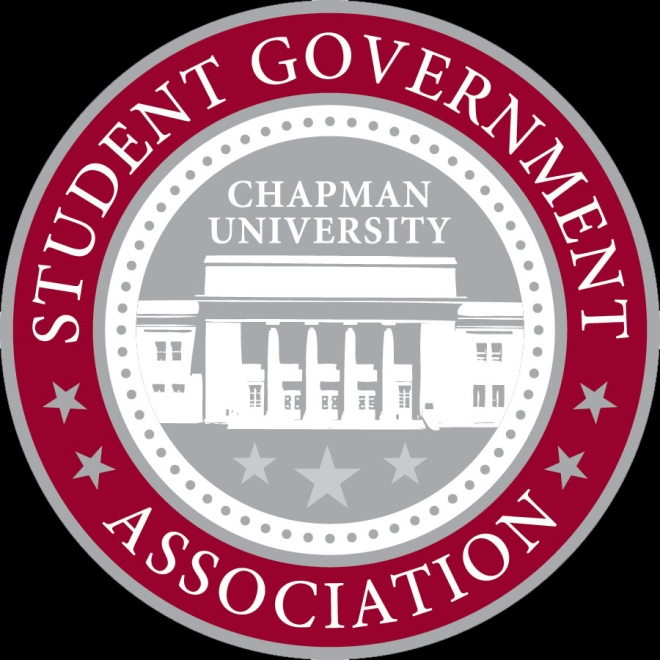 STUDENT GOVERNMENT
CHAPMAN
UNIVERSITY
ASSOCIATION